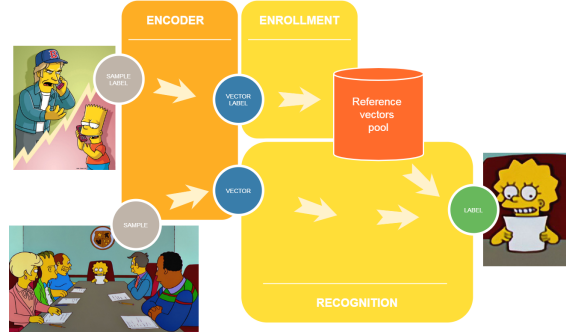 ENCODER
ENROLLMENT
SAMPLE
LABEL
VECTOR
LABEL
Reference
vectors
pool
VECTOR
LABEL
SAMPLE
RECOGNITION